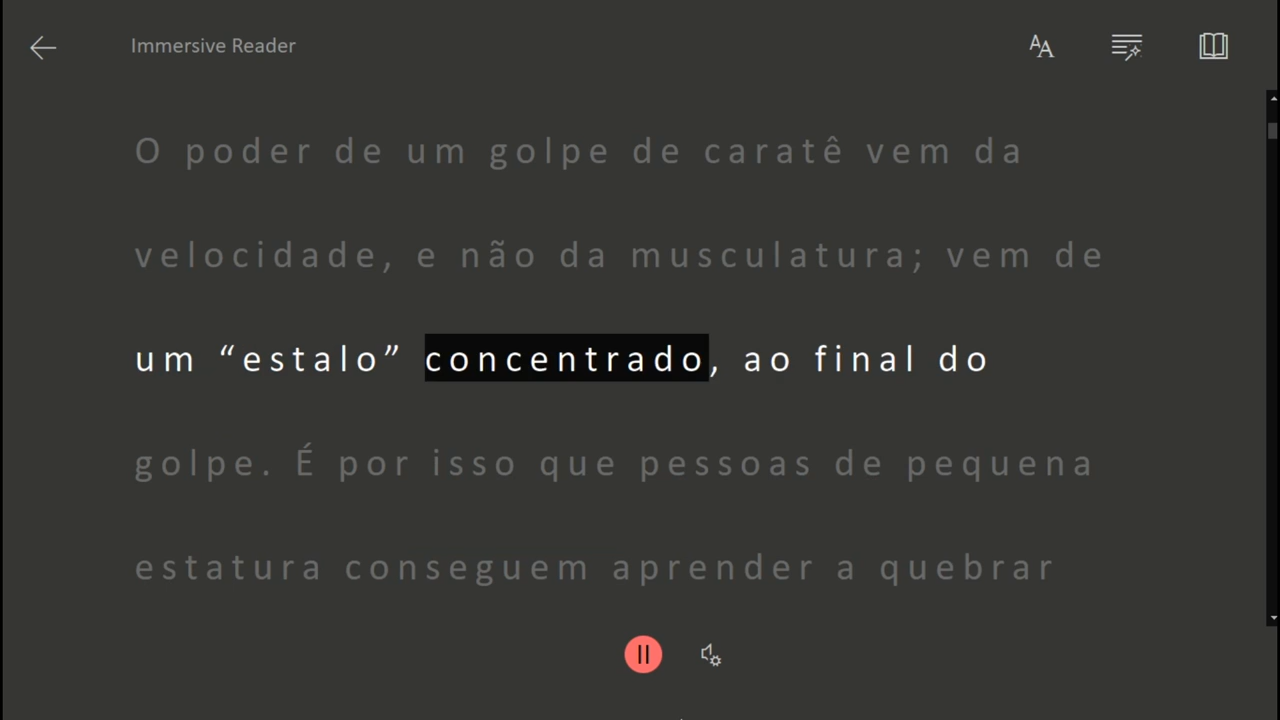 Immersive Reader
O poder de um golpe de caratê vem da
velocidade, e não da musculatura; vem de
um “estalo” concentrado, ao final do
golpe. É por isso que pessoas de pequena
estatura conseguem aprender a quebrar